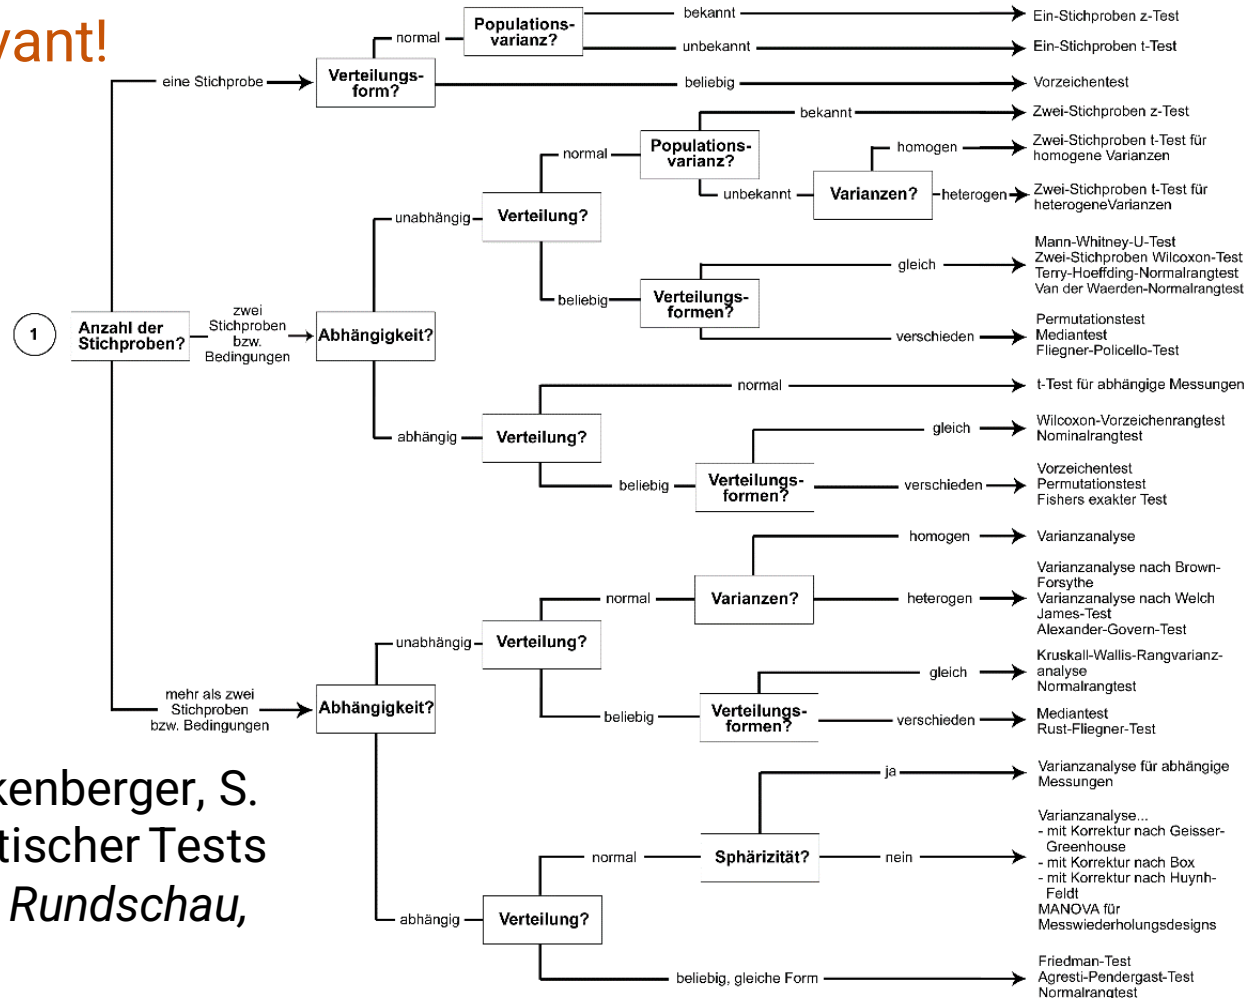 vant!
Populations-
varianz?
bekannt
Ein-Stichproben z-Test
normal
unbekannt
Ein-Stichproben t-Test
eine Stichprobe
Verteilungs-
form?
beliebig
Vorzeichentest
bekannt
Zwei-Stichproben z-Test
normal
Populations-
varianz?
homogen
Zwei-Stichproben t-Test für
homogene Varianzen
unbekannt
Varianzen?
heterogen
Zwei-Stichproben t-Test für
heterogeneVarianzen
unabhängig
Verteilung?
gleich
Mann-Whitney-U-Test
Zwei-Stichproben Wilcoxon-Test
Terry-Hoeffding-Normalrangtest
Van der Waerden-Normalrangtest
beliebig
Verteilungs-
formen?
verschieden
Permutationstest
Mediantest
Fliegner-Policello-Test
1
Anzahl der
Stichproben?
zwei
Stichproben
bzw.
Bedingungen
Abhängigkeit?
normal
t-Test für abhängige Messungen
abhängig
Verteilung?
gleich
Wilcoxon-Vorzeichenrangtest
Nominalrangtest
beliebig
Verteilungs-
formen?
verschieden
Vorzeichentest
Permutationstest
Fishers exakter Test
homogen
Varianzanalyse
normal
Varianzen?
heterogen
Varianzanalyse nach Brown-
Forsythe
Varianzanalyse nach Welch
James-Test
Alexander-Govern-Test
unabhängig
Verteilung?
gleich
Kruskall-Wallis-Rangvarianz-
analyse
Normalrangtest
beliebig
Verteilungs-
formen?
verschieden
Mediantest
Rust-Fliegner-Test
mehr als zwei
Stichproben
bzw. Bedingungen
Abhängigkeit?
ja
Varianzanalyse für abhängige
Messungen
normal
Sphärizität?
nein
Varianzanalyse...
- mit Korrektur nach Geisser-
Greenhouse
- mit Korrektur nach Box
- mit Korrektur nach Huynh-
Feldt
MANOVA für
Messwiederholungsdesigns
abhängig
Verteilung?
beliebig, gleiche Form
Friedman-Test
Agresti-Pendergast-Test
Normalrangtest
kenberger, S.
tischer Tests
Rundschau,